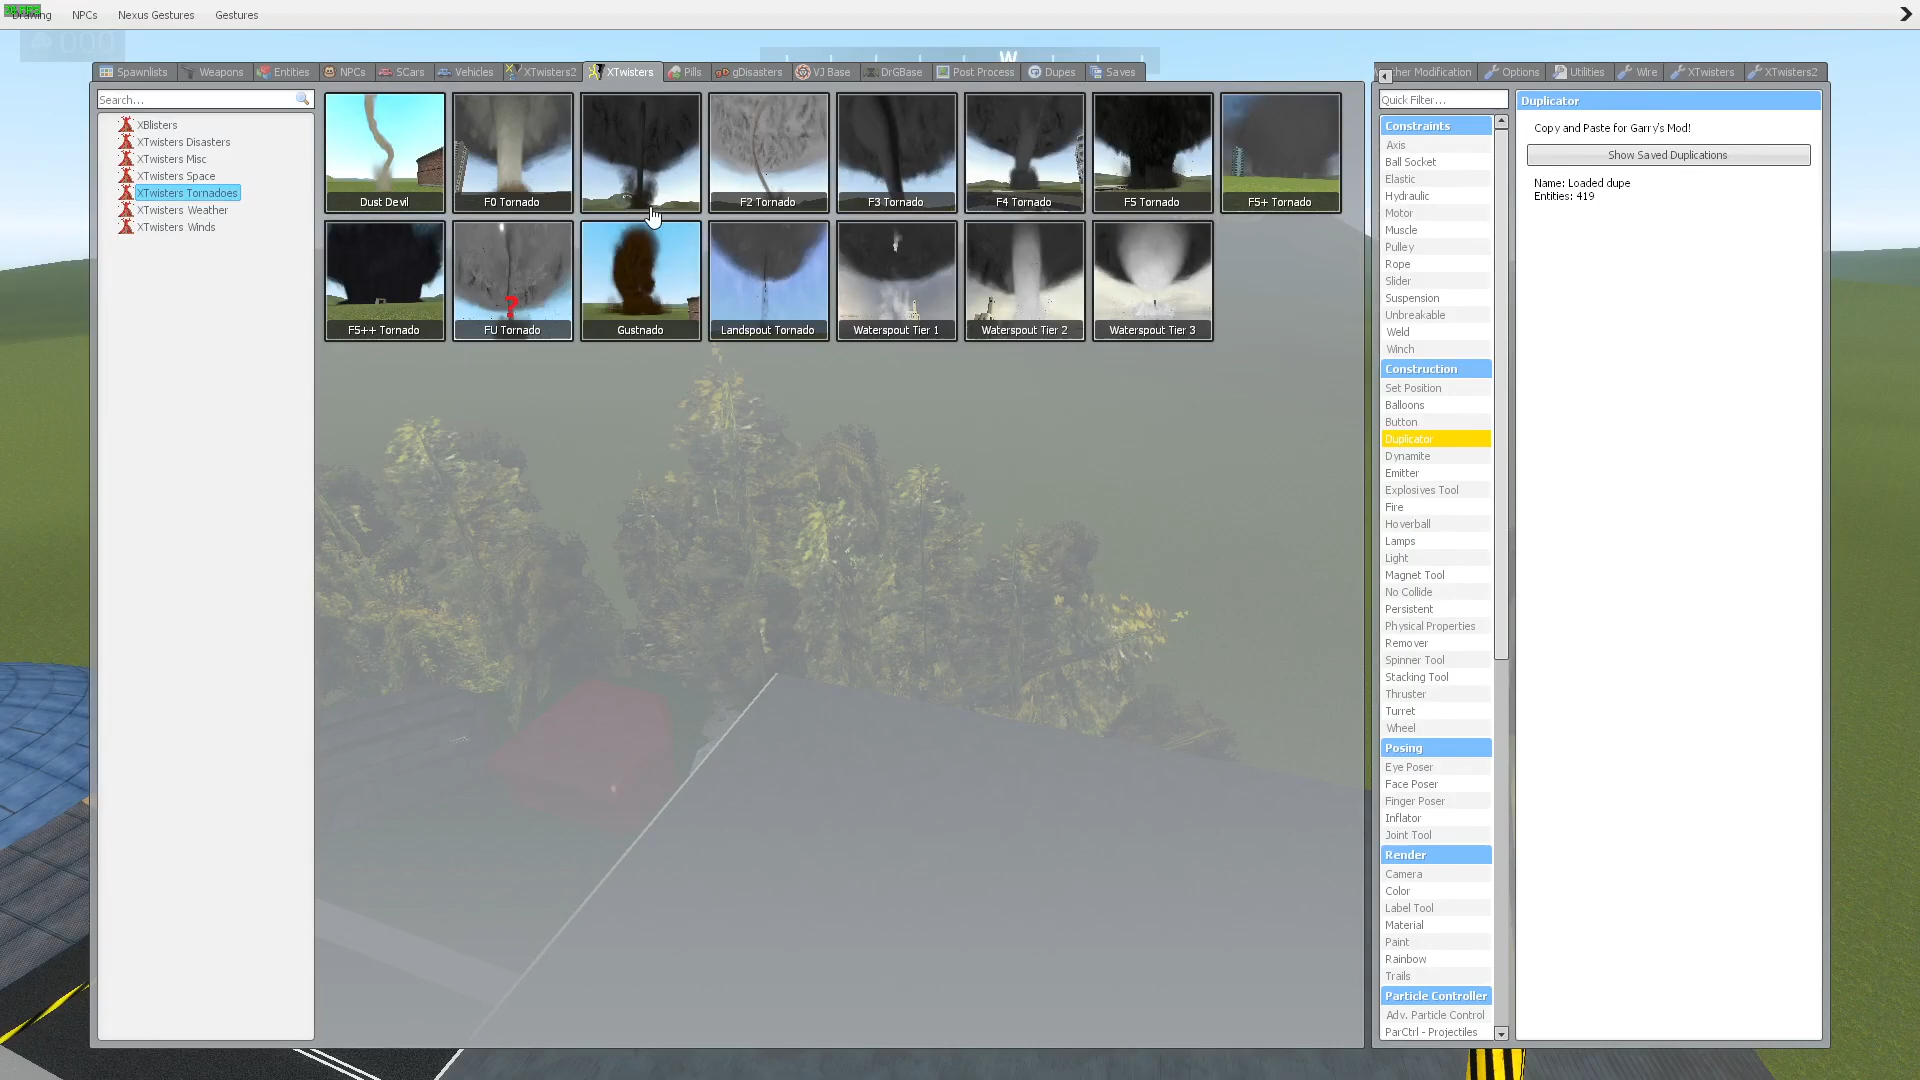 Drawing NPCs Nexus Gestures Gestures
000
W
Spawnlists Weapons Entities NPCs SCars Vehicles XTwisters2 XTwisters Pills gDisasters VJ Base DrGBase Post Process Dupes Saves
ther Modification Options Utilities Wire XTwisters XTwisters2
Search...
XBlisters
XTwisters Disasters
XTwisters Misc
XTwisters Space
XTwisters Tornadoes
XTwisters Weather
XTwisters Winds
Dust Devil F0 Tornado F2 Tornado F3 Tornado F4 Tornado F5 Tornado F5+ Tornado
?
F5++ Tornado FU Tornado Gustnado Landspout Tornado Waterspout Tier 1 Waterspout Tier 2 Waterspout Tier 3
Quick Filter...
Constraints
Axis
Ball Socket
Elastic
Hydraulic
Motor
Muscle
Pulley
Rope
Slider
Suspension
Unbreakable
Weld
Winch
Construction
Set Position
Balloons
Button
Duplicator
Dynamite
Emitter
Explosives Tool
Fire
Hoverball
Lamps
Light
Magnet Tool
No Collide
Persistent
Physical Properties
Remover
Spinner Tool
Stacking Tool
Thruster
Turret
Wheel
Posing
Eye Poser
Face Poser
Finger Poser
Inflator
Joint Tool
Render
Camera
Color
Label Tool
Material
Paint
Rainbow
Trails
Particle Controller
Adv. Particle Control
ParCtrl - Projectiles
Duplicator
Copy and Paste for Garry's Mod!
Show Saved Duplications
Name: Loaded dupe
Entities: 419